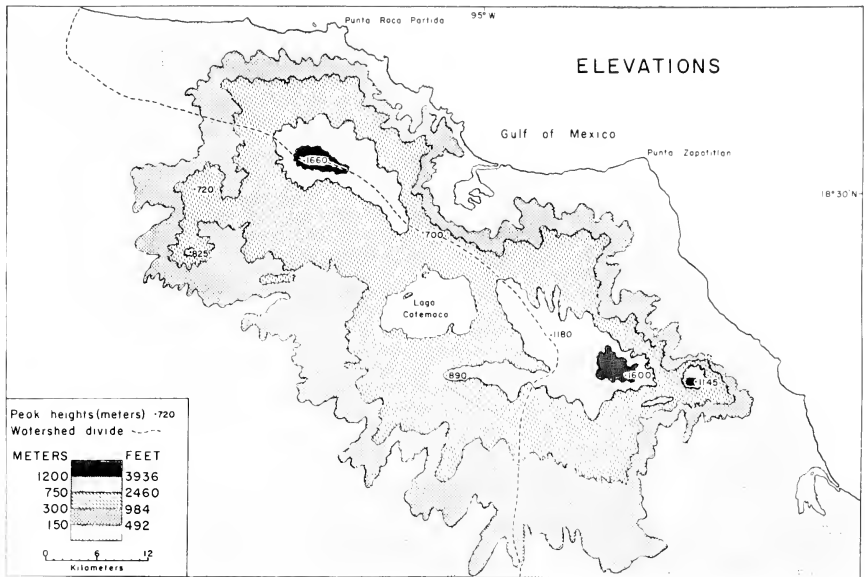 Punta Roca Partida
95° W
ELEVATIONS
Gulf of Mexico
Punta Zapotitlan
18°30'N
·1660
·720
·825
·700
Lago
Catemaco
·1180
890
·1600
·1145
Peak heights (meters) ·720
Watershed divide
METERS FEET
1200 3936
750 2460
300 984
150 492
0 6 12
Kilometers